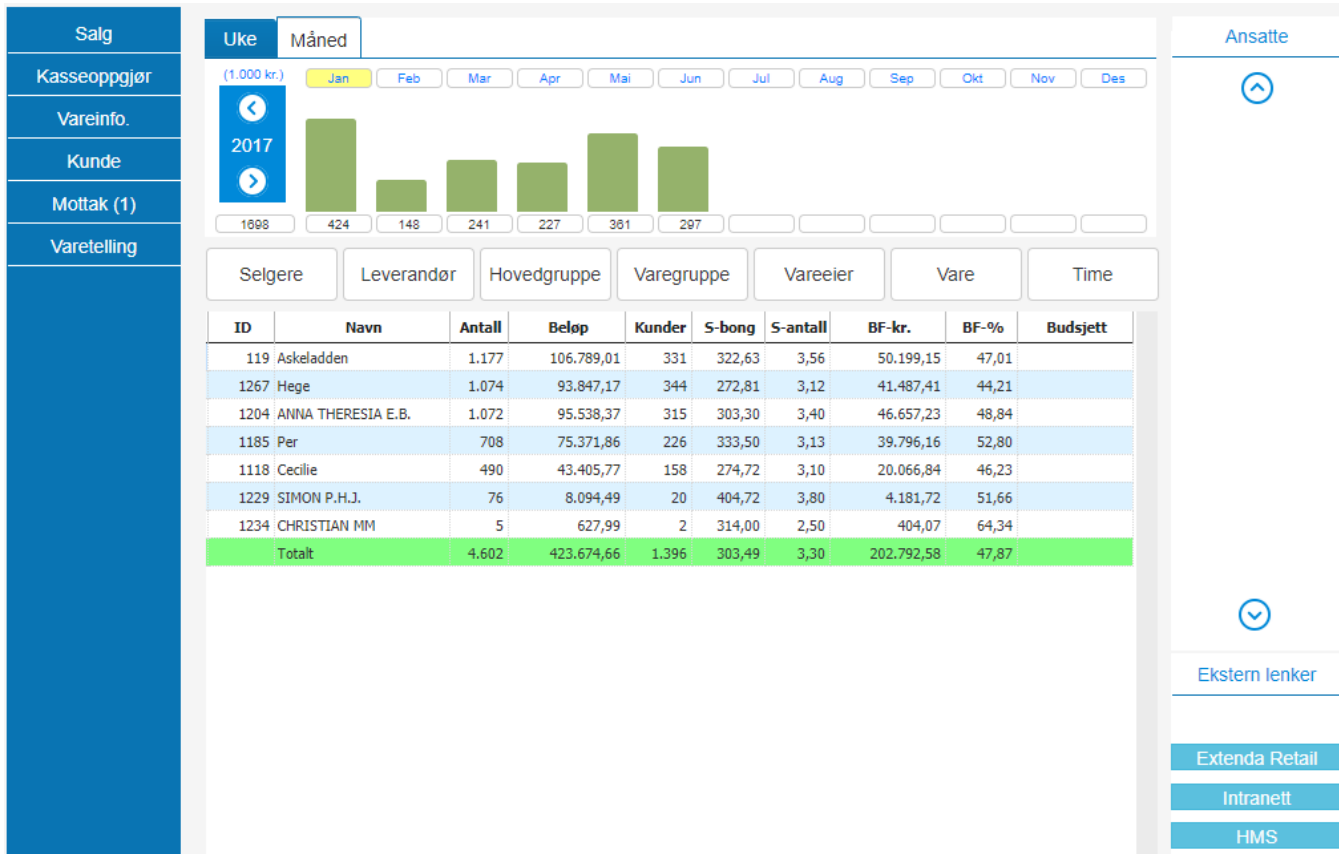 Salg
Kasseoppgjør
Vareinfo.
Kunde
Mottak (1)
Varetelling
Uke Måned
(1.000 kr.) Jan Feb Mar Apr Mai Jun Jul Aug Sep Okt Nov Des
2017
1698 424 148 241 227 361 297
Selgere Leverandør Hovedgruppe Varegruppe Vareeier Vare Time
ID Navn Antall Beløp Kunder S-bong S-antall BF-kr. BF-% Budsjett
119 Askeladden 1.177 106.789,01 331 322,63 3,56 50.199,15 47,01
1267 Hege 1.074 93.847,17 344 272,81 3,12 41.487,41 44,21
1204 ANNA THERESIA E.B. 1.072 95.538,37 315 303,30 3,40 46.657,23 48,84
1185 Per 708 75.371,86 226 333,50 3,13 39.796,16 52,80
1118 Cecilie 490 43.405,77 158 274,72 3,10 20.066,84 46,23
1229 SIMON P.H.J. 76 8.094,49 20 404,72 3,80 4.181,72 51,66
1234 CHRISTIAN MM 5 627,99 2 314,00 2,50 404,07 64,34
Totalt 4.602 423.674,66 1.396 303,49 3,30 202.792,58 47,87
Ansatte
Ekstern lenker
Extenda Retail
Intranett
HMS